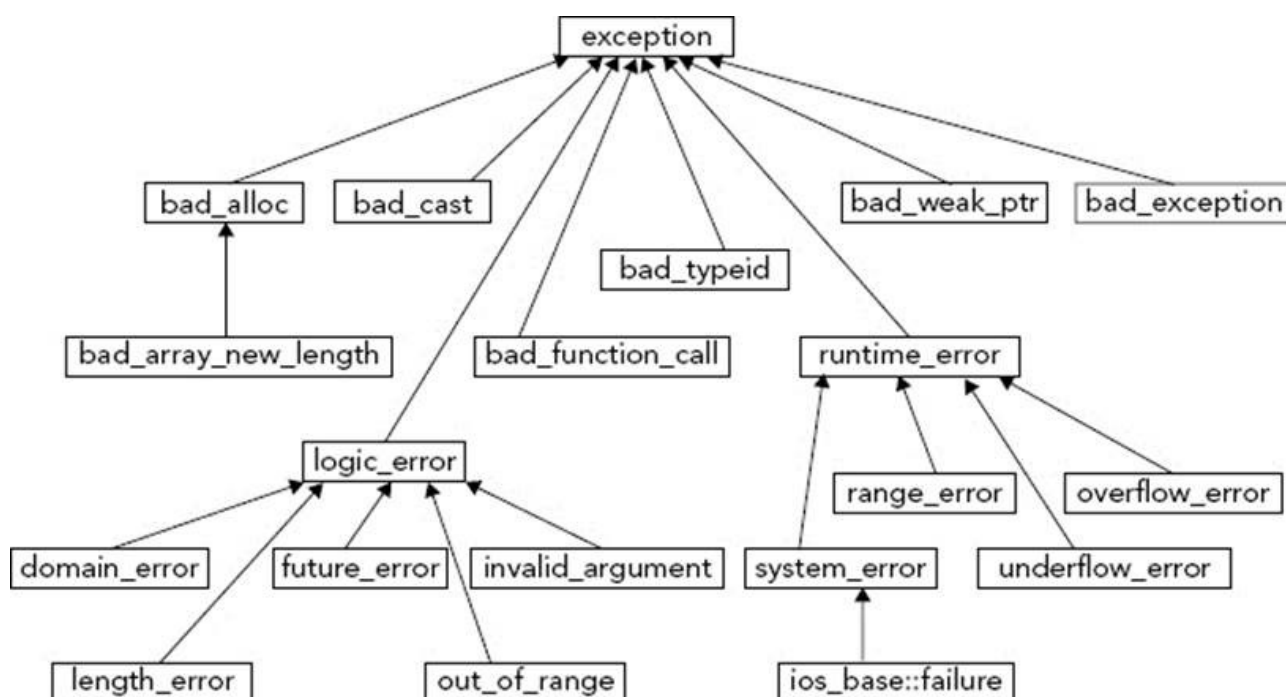 exception
bad_alloc
bad_cast
bad_weak_ptr
bad_exception
bad_typeid
bad_array_new_length
bad_function_call
runtime_error
logic_error
range_error
overflow_error
domain_error
future_error
invalid_argument
system_error
underflow_error
length_error
out_of_range
ios_base::failure